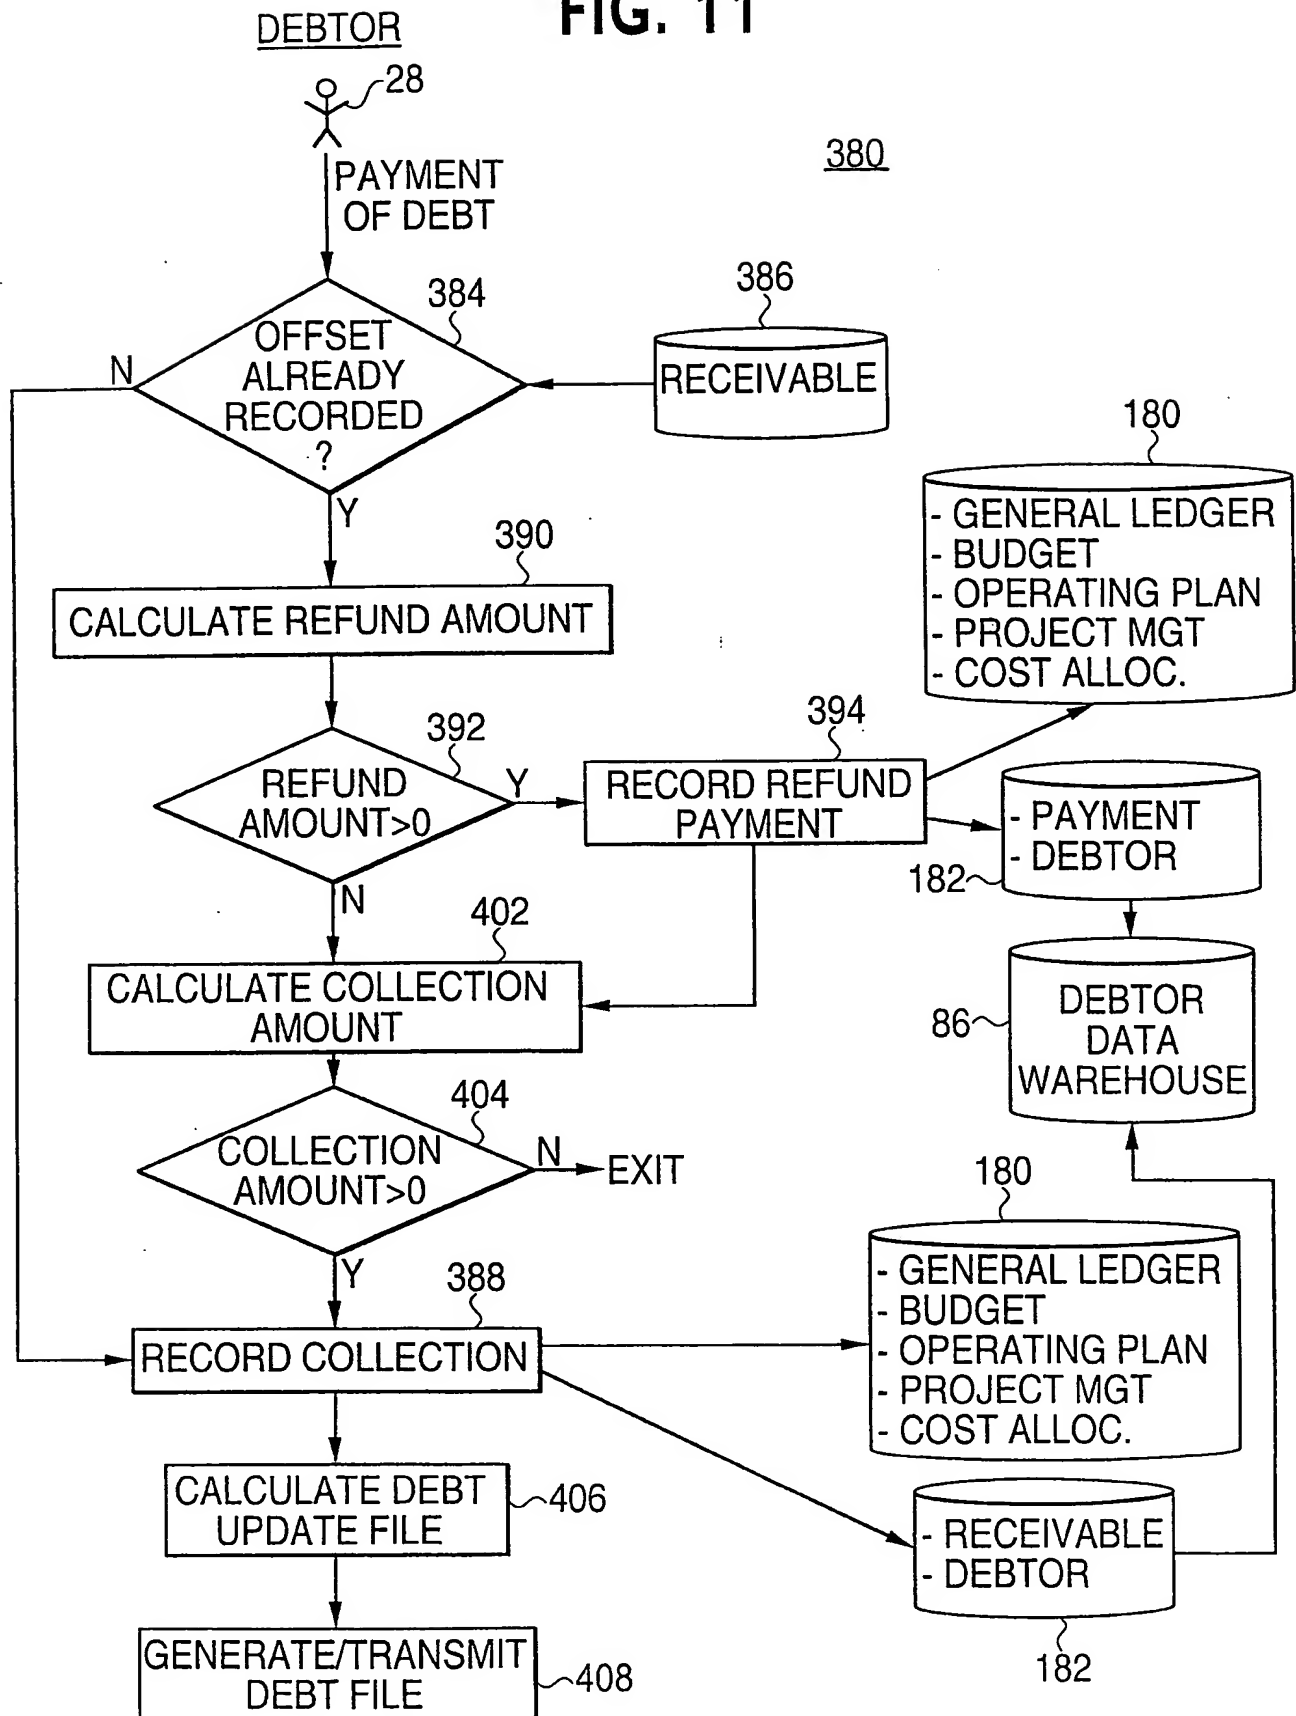 FIG. 11
DEBTOR
28
PAYMENT
OF DEBT
380
384
OFFSET
ALREADY
RECORDED
?
N
Y
386
RECEIVABLE
180
- GENERAL LEDGER
- BUDGET
- OPERATING PLAN
- PROJECT MGT
- COST ALLOC.
390
CALCULATE REFUND AMOUNT
392
REFUND
AMOUNT>0
Y
N
394
RECORD REFUND
PAYMENT
- PAYMENT
- DEBTOR
182
402
CALCULATE COLLECTION
AMOUNT
86
DEBTOR
DATA
WAREHOUSE
404
COLLECTION
AMOUNT>0
N
EXIT
Y
180
- GENERAL LEDGER
- BUDGET
- OPERATING PLAN
- PROJECT MGT
- COST ALLOC.
388
RECORD COLLECTION
CALCULATE DEBT
UPDATE FILE
406
- RECEIVABLE
- DEBTOR
182
GENERATE/TRANSMIT
DEBT FILE
408